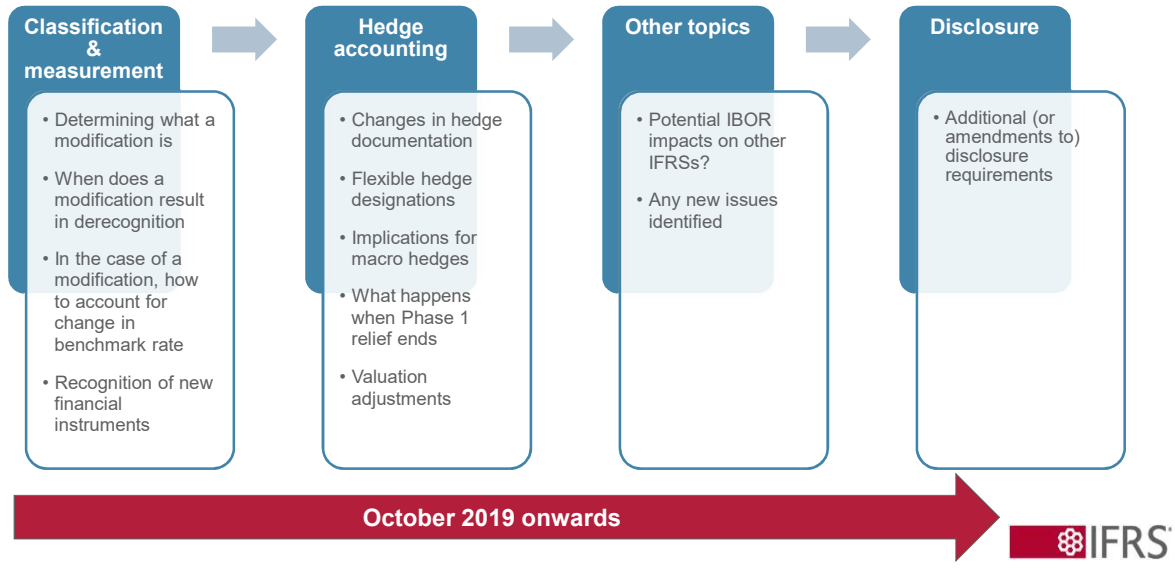 Classification
&
measurement
• Determining what a
modification is
• When does a
modification result
in derecognition
• In the case of a
modification, how
to account for
change in
benchmark rate
• Recognition of new
financial
instruments
Hedge
accounting
• Changes in hedge
documentation
• Flexible hedge
designations
• Implications for
macro hedges
• What happens
when Phase 1
relief ends
• Valuation
adjustments
Other topics
• Potential IBOR
impacts on other
IFRSs?
• Any new issues
identified
Disclosure
• Additional (or
amendments to)
disclosure
requirements
October 2019 onwards
IFRS